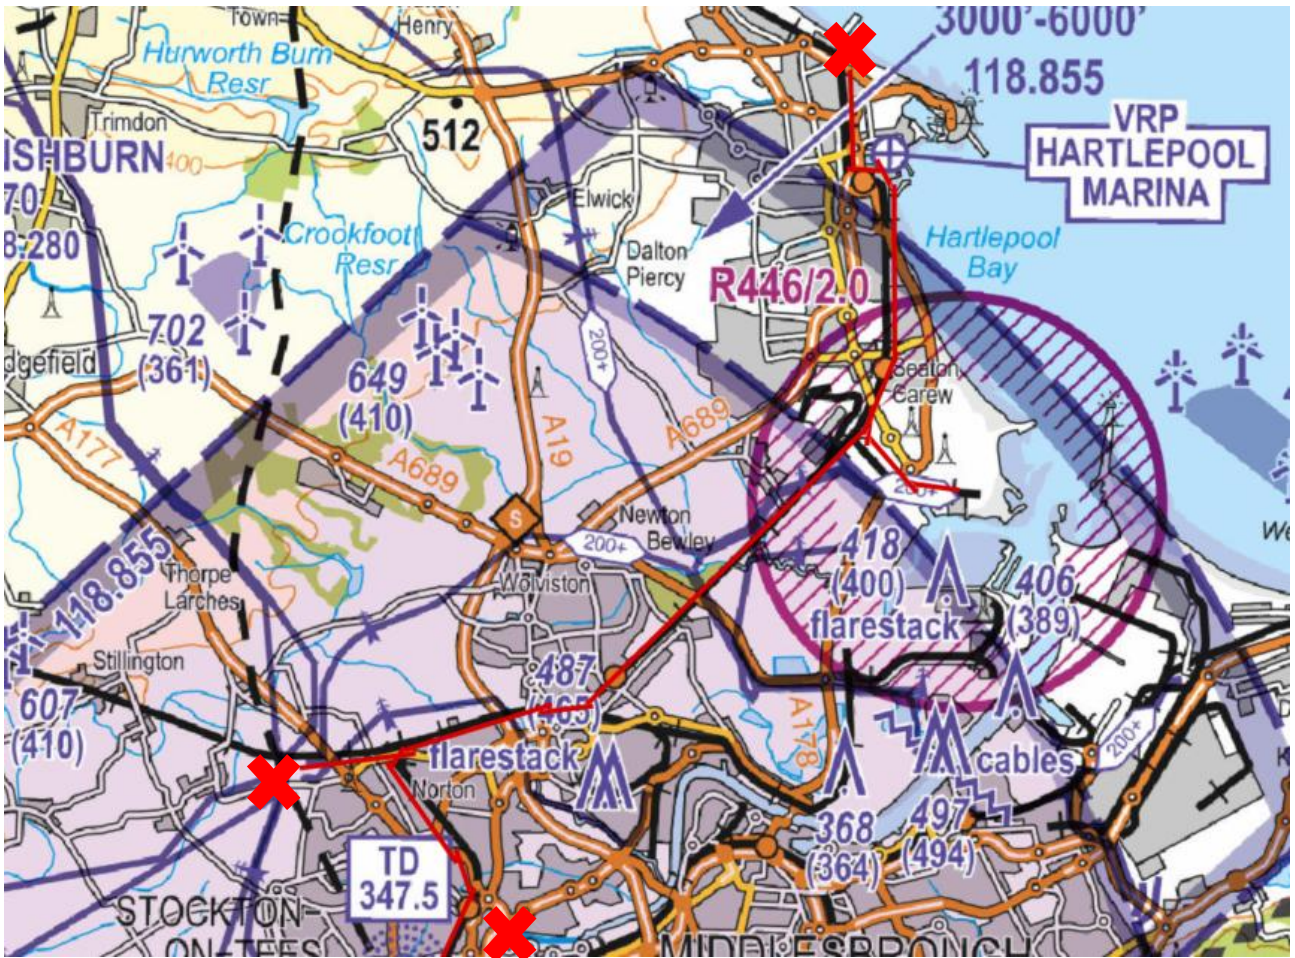 Town
Henry
3000'-6000'
118.855
Hurworth Burn
Resr
Trimdon
512
VRP
HARTLEPOOL
MARINA
ISHBURN
400
70
8.280
Elwick
Crookfoot
Resr
Dalton
Piercy
Hartlepool
Bay
R446/2.0
702
(361)
dgefield
649
(410)
200+
Seaton
Carew
A177
A689
A19
A689
200+
S
Newton
Bewley
200+
We
118.855
Thorpe
Larches
Wolviston
418
(400)
flarestack
406
(389)
Stillington
607
(410)
487
(465)
flarestack
A178
cables
200+
Norton
368
(364)
497
(494)
TD
347.5
STOCKTON-
ON-TEES
MIDDLESBROUGH